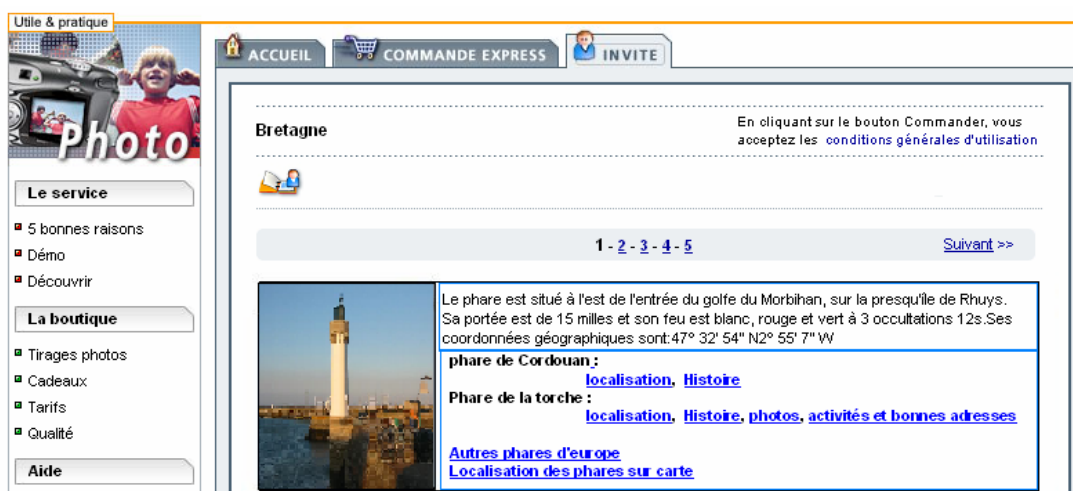 Utile & pratique
Photo
ACCUEIL
COMMANDE EXPRESS
INVITE
Le service
5 bonnes raisons
Démo
Découvrir
La boutique
Tirages photos
Cadeaux
Tarifs
Qualité
Aide
Bretagne
En cliquant sur le bouton Commander, vous
acceptez les conditions générales d'utilisation
1 - 2 - 3 - 4 - 5
Suivant >>
Le phare est situé à l'est de l'entrée du golfe du Morbihan, sur la presqu'île de Rhuys.
Sa portée est de 15 milles et son feu est blanc, rouge et vert à 3 occultations 12s.Ses
coordonnées géographiques sont:47° 32' 54" N2° 55' 7" W
phare de Cordouan :
localisation, Histoire
Phare de la torche :
localisation, Histoire, photos, activités et bonnes adresses
Autres phares d'europe
Localisation des phares sur carte